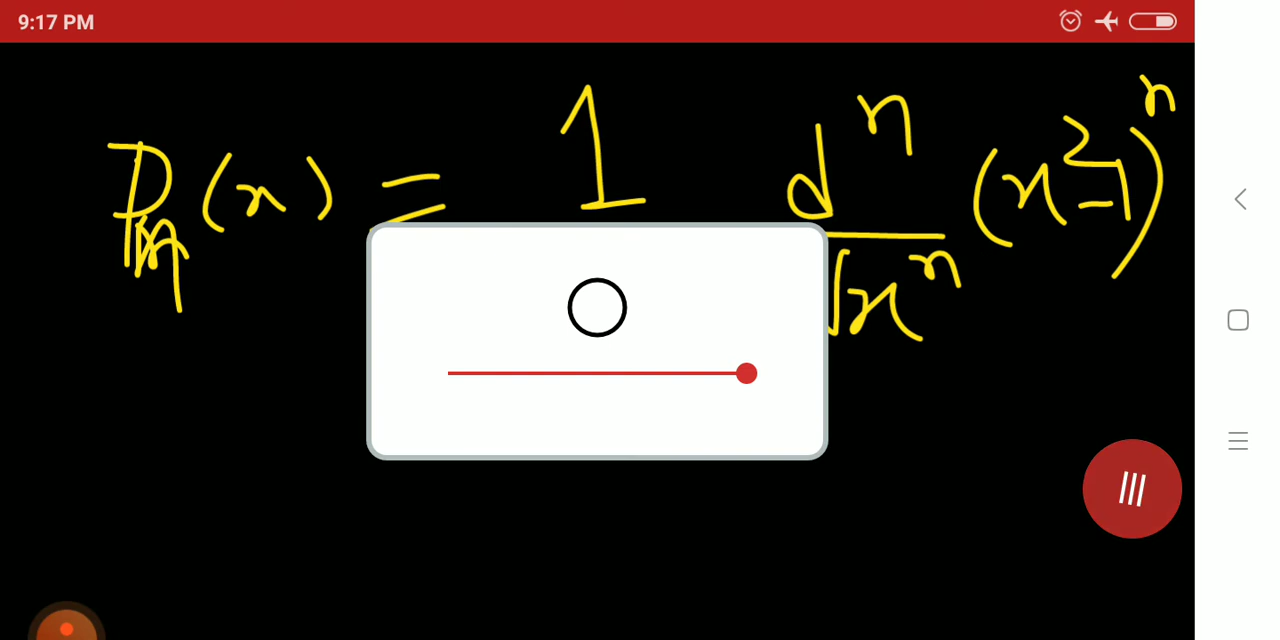 9:17 PM
Pn(x) = 1 dⁿ (x²-1)ⁿ
dxⁿ